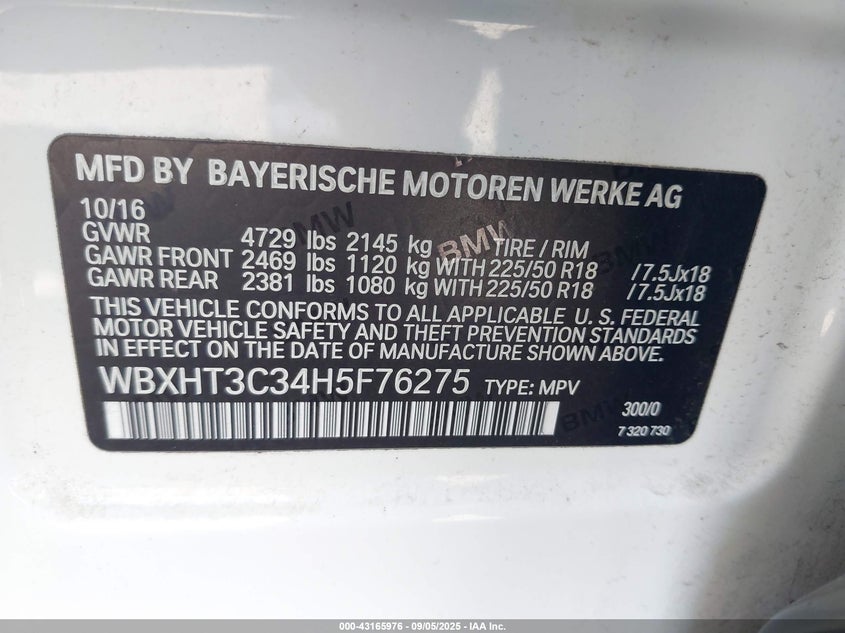 MFD BY BAYERISCHE MOTOREN WERKE AG
10/16
GVWR 4729 lbs 2145 kg TIRE / RIM
GAWR FRONT 2469 lbs 1120 kg WITH 225/50 R18 /7.5Jx18
GAWR REAR 2381 lbs 1080 kg WITH 225/50 R18 /7.5Jx18
THIS VEHICLE CONFORMS TO ALL APPLICABLE U. S. FEDERAL
MOTOR VEHICLE SAFETY AND THEFT PREVENTION STANDARDS
IN EFFECT ON THE DATE OF MANUFACTURE SHOWN ABOVE.
WBXHT3C34H5F76275 TYPE: MPV
300/0
7 320 730
BMW
BMW
BMW
BMW
000-43165976 - 09/05/2025 - IAA Inc.